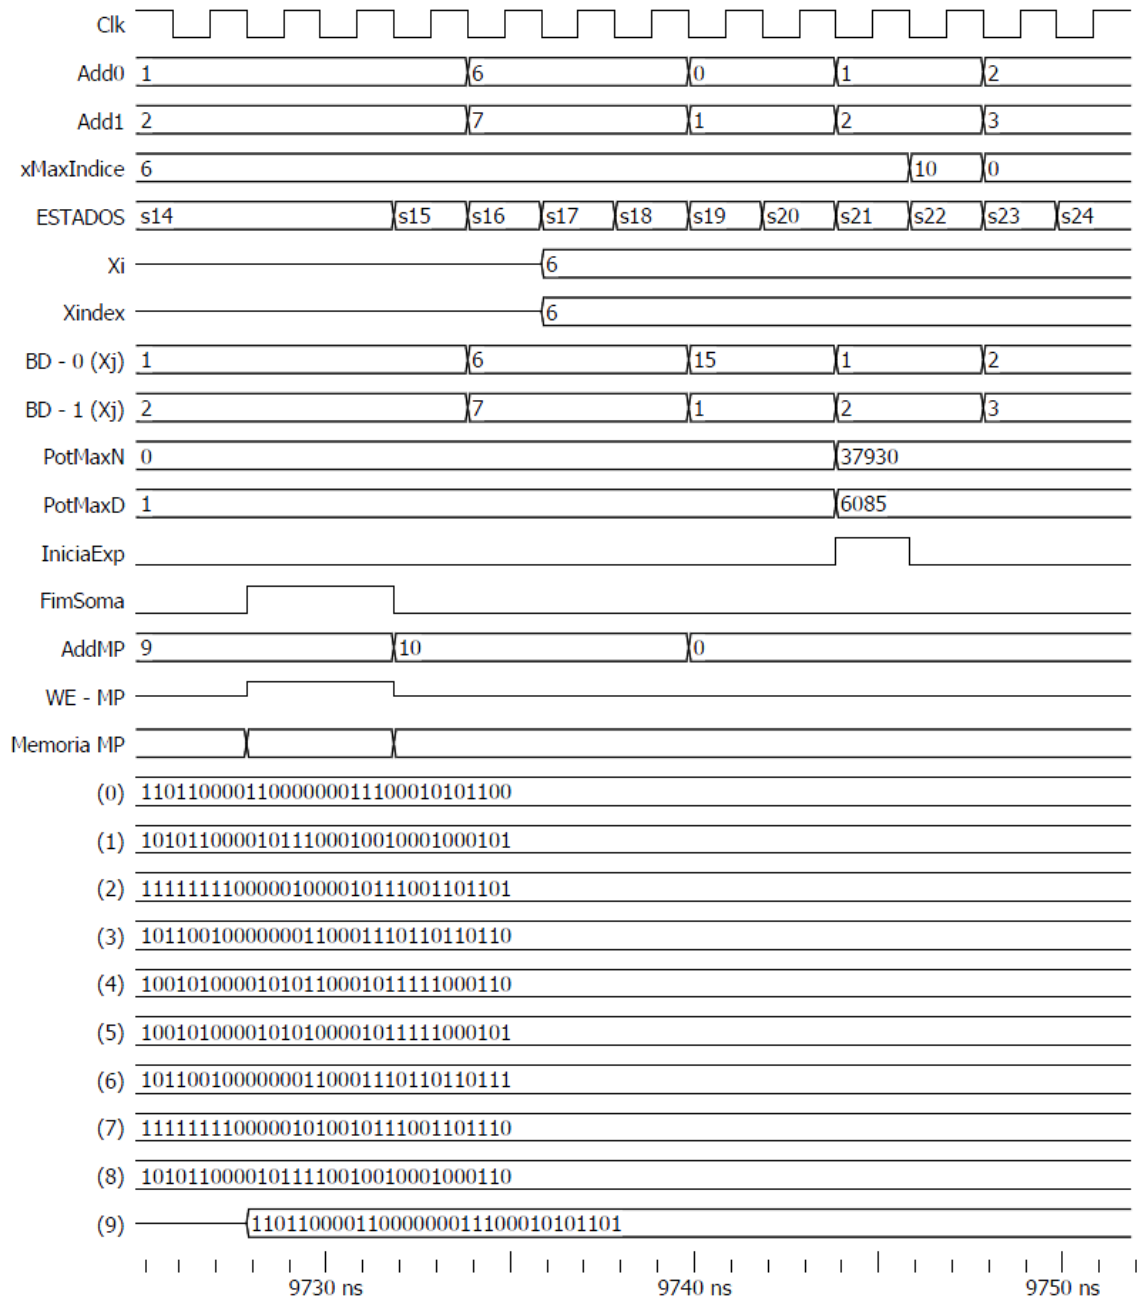 Clk
Add0 1 6 0 1 2
Add1 2 7 1 2 3
xMaxIndice 6 10 0
ESTADOS s14 s15 s16 s17 s18 s19 s20 s21 s22 s23 s24
Xi 6
Xindex 6
BD - 0 (Xj) 1 6 15 1 2
BD - 1 (Xj) 2 7 1 2 3
PotMaxN 0 37930
PotMaxD 1 6085
IniciaExp
FimSoma
AddMP 9 10 0
WE - MP
Memoria MP
(0) 11011000011000000011100010101100
(1) 10101100001011100010010001000101
(2) 11111111000001000010111001101101
(3) 10110010000000110001110110110110
(4) 10010100001010110001011111000110
(5) 10010100001010100001011111000101
(6) 10110010000000110001110110110111
(7) 11111111000001010010111001101110
(8) 10101100001011110010010001000110
(9) 11011000011000000011100010101101
9730 ns 9740 ns 9750 ns